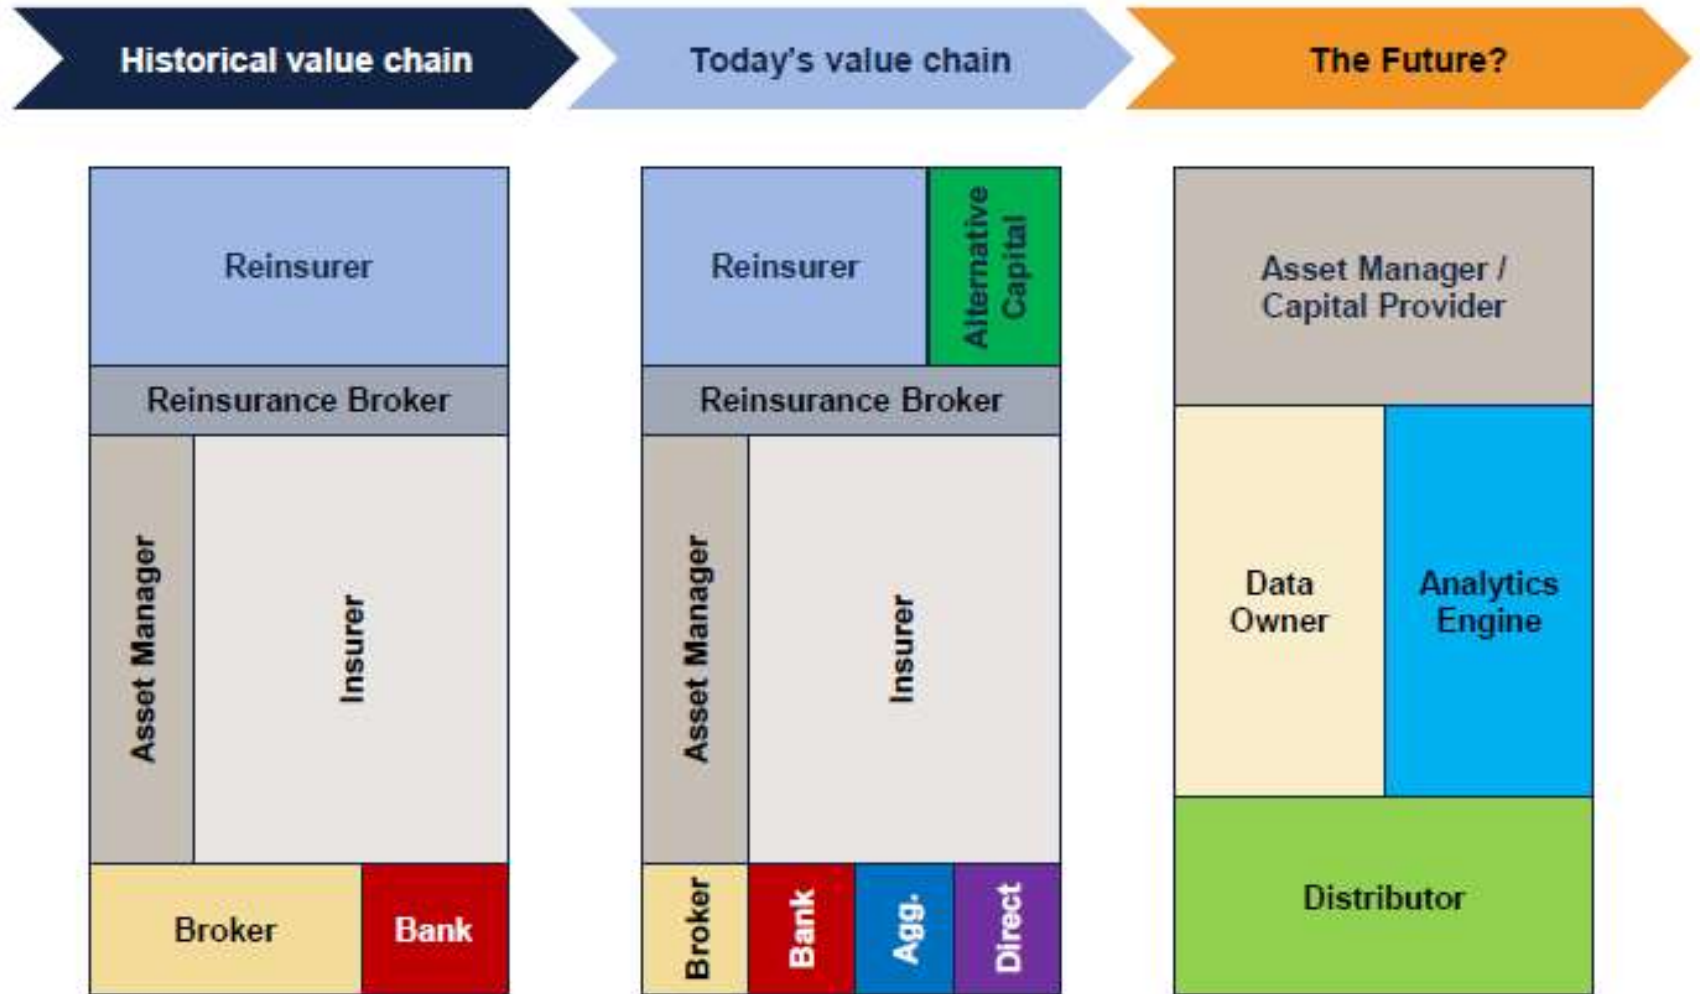 Historical value chain
Today's value chain
The Future?
Reinsurer
Reinsurance Broker
Asset Manager
Insurer
Broker
Bank
Reinsurer
Alternative
Capital
Reinsurance Broker
Asset Manager
Insurer
Broker
Bank
Agg.
Direct
Asset Manager /
Capital Provider
Data
Owner
Analytics
Engine
Distributor